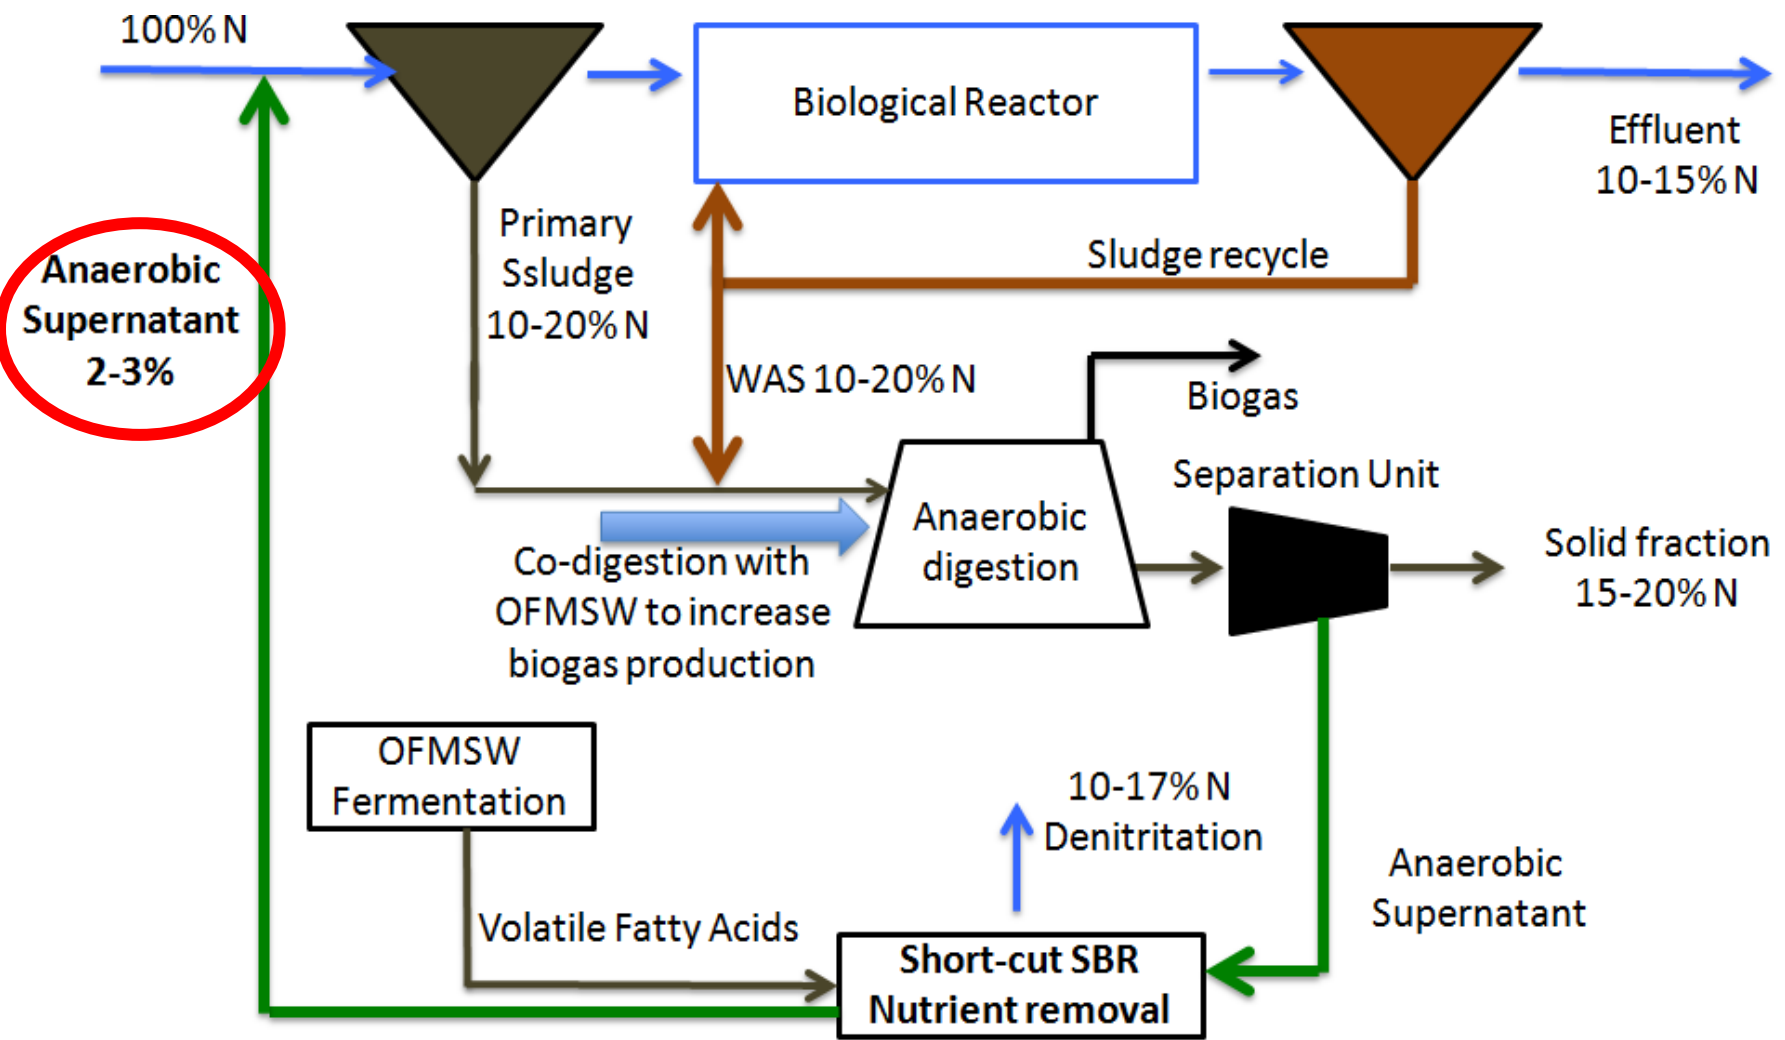 100% N
Biological Reactor
Effluent
10-15% N
Primary
Ssludge
10-20% N
Sludge recycle
Anaerobic
Supernatant
2-3%
WAS 10-20% N
Biogas
Separation Unit
Anaerobic
digestion
Solid fraction
15-20% N
Co-digestion with
OFMSW to increase
biogas production
OFMSW
Fermentation
10-17% N
Denitritation
Anaerobic
Supernatant
Volatile Fatty Acids
Short-cut SBR
Nutrient removal